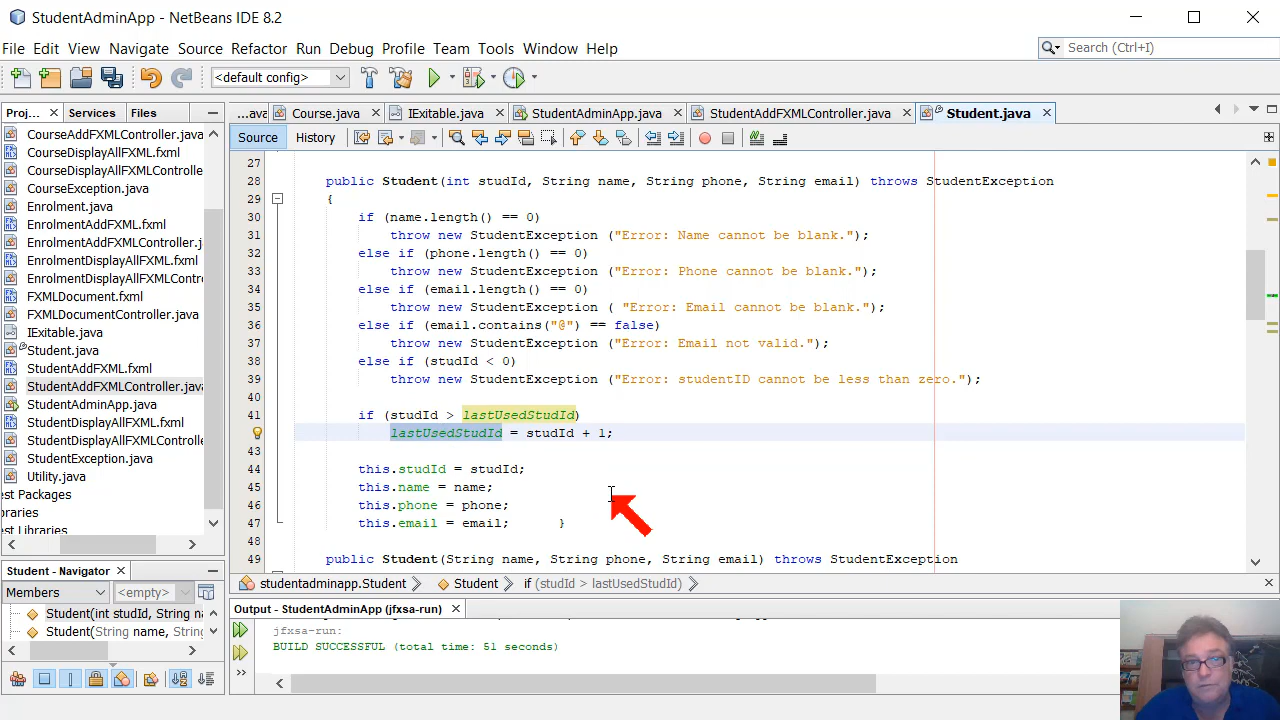 StudentAdminApp - NetBeans IDE 8.2
File Edit View Navigate Source Refactor Run Debug Profile Team Tools Window Help
Search (Ctrl+I)
<default config>
Proj... Services Files
...ava Course.java IExitable.java StudentAdminApp.java StudentAddFXMLController.java Student.java
Source History
CourseAddFXMLController.java
CourseDisplayAllFXML.fxml
CourseDisplayAllFXMLControlle
CourseException.java
Enrolment.java
EnrolmentAddFXML.fxml
EnrolmentAddFXMLController.j
EnrolmentDisplayAllFXML.fxml
EnrolmentDisplayAllFXMLContr
FXMLDocument.fxml
FXMLDocumentController.java
IExitable.java
Student.java
StudentAddFXML.fxml
StudentAddFXMLController.java
StudentAdminApp.java
StudentDisplayAllFXML.fxml
StudentException.java
Utility.java
est Packages
ibraries
est Libraries
27
28 public Student(int studId, String name, String phone, String email) throws StudentException
29 {
30 if (name.length() == 0)
31 throw new StudentException ("Error: Name cannot be blank.");
32 else if (phone.length() == 0)
33 throw new StudentException ("Error: Phone cannot be blank.");
34 else if (email.length() == 0)
35 throw new StudentException ( "Error: Email cannot be blank.");
36 else if (email.contains("@") == false)
37 throw new StudentException ("Error: Email not valid.");
38 else if (studId < 0)
39 throw new StudentException ("Error: studentID cannot be less than zero.");
40
41 if (studId > lastUsedStudId)
lastUsedStudId = studId + 1;
43
44 this.studId = studId;
45 this.name = name;
46 this.phone = phone;
47 this.email = email; }
48
49 public Student(String name, String phone, String email) throws StudentException
studentadminapp.Student Student if (studId > lastUsedStudId)
Student - Navigator
Members <empty>
Student(int studId, String na
Student(String name, String
Output - StudentAdminApp (jfxsa-run)
jfxsa-run:
BUILD SUCCESSFUL (total time: 51 seconds)